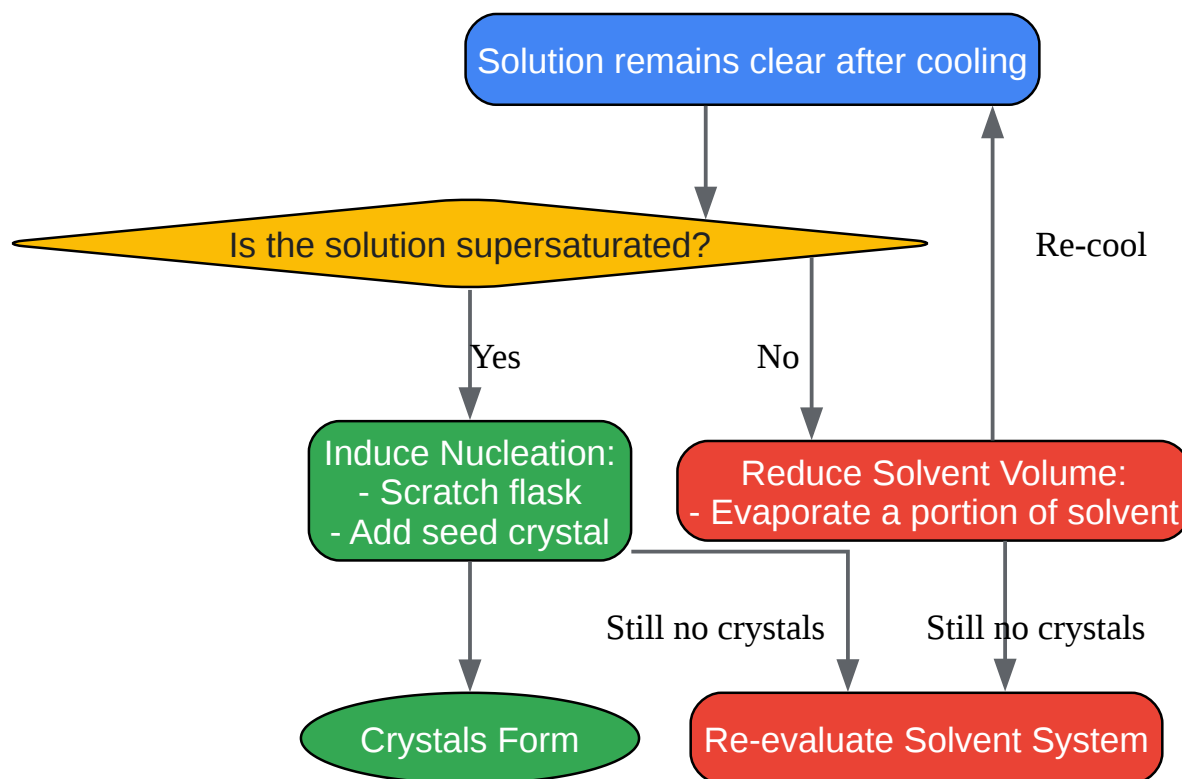 Solution remains clear after cooling
Is the solution supersaturated?
Re-cool
Yes
No
Induce Nucleation:
- Scratch flask
- Add seed crystal
Reduce Solvent Volume:
- Evaporate a portion of solvent
Still no crystals
Still no crystals
Crystals Form
Re-evaluate Solvent System